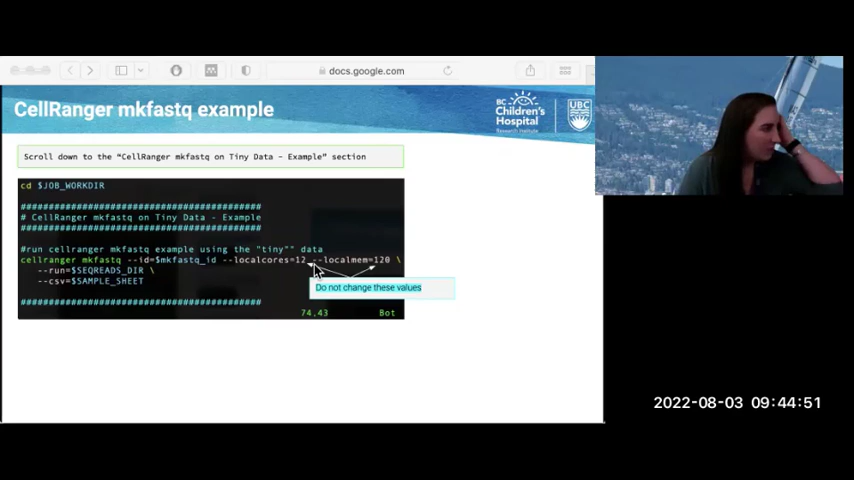 docs.google.com
CellRanger mkfastq example
BC
Children's
Hospital
Research Institute
UBC
Scroll down to the “CellRanger mkfastq on Tiny Data - Example” section
cd $JOB_WORKDIR
########################################
# CellRanger mkfastq on Tiny Data - Example
########################################
#run cellranger mkfastq example using the "tiny"" data
cellranger mkfastq --id=$mkfastq_id --localcores=12 --localmem=120 \
--run=$SEQREADS_DIR \
--csv=$SAMPLE_SHEET
########################################
Do not change these values
74,43 Bot
2022-08-03 09:44:51